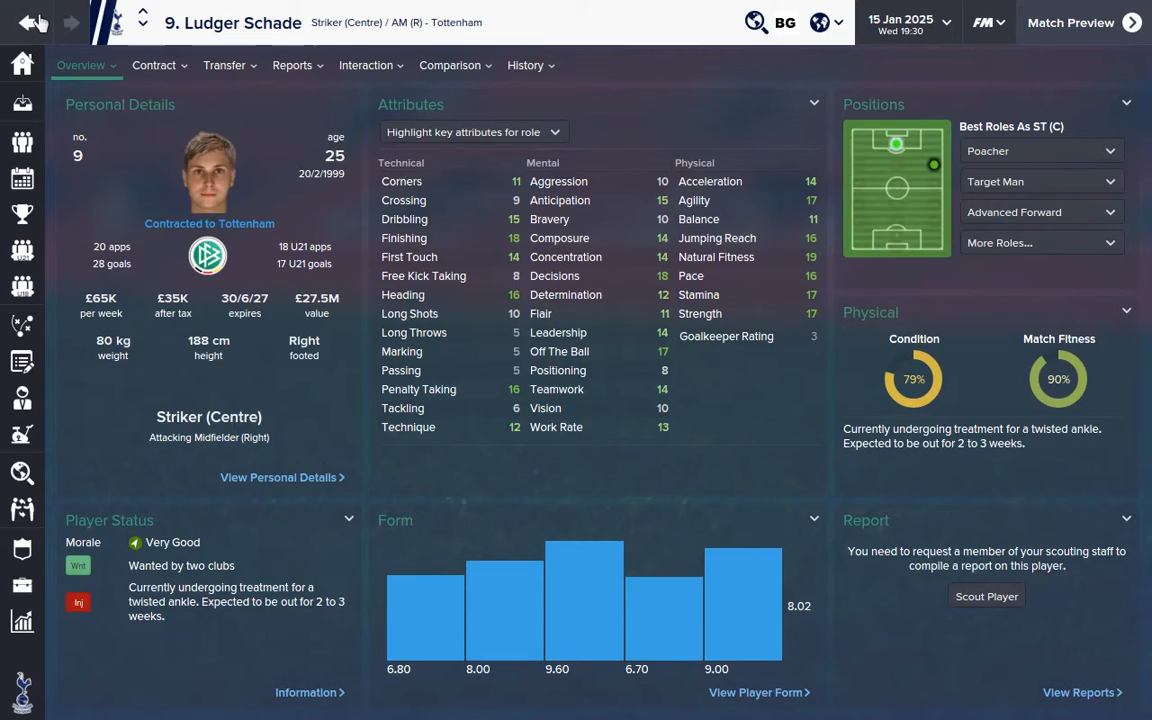 9. Ludger Schade Striker (Centre) / AM (R) - Tottenham
BG
15 Jan 2025
Wed 19:30
FM
Match Preview
Overview Contract Transfer Reports Interaction Comparison History
Personal Details
no.
9
age
25
20/2/1999
Contracted to Tottenham
20 apps
28 goals
18 U21 apps
17 U21 goals
£65K
per week
£35K
after tax
30/6/27
expires
£27.5M
value
80 kg
weight
188 cm
height
Right
footed
Striker (Centre)
Attacking Midfielder (Right)
View Personal Details
Attributes
Highlight key attributes for role
Technical Mental Physical
Corners 11 Aggression 10 Acceleration 14
Crossing 9 Anticipation 15 Agility 17
Dribbling 15 Bravery 10 Balance 11
Finishing 18 Composure 14 Jumping Reach 16
First Touch 14 Concentration 14 Natural Fitness 19
Free Kick Taking 8 Decisions 18 Pace 16
Heading 16 Determination 12 Stamina 17
Long Shots 10 Flair 11 Strength 17
Long Throws 5 Leadership 14 Goalkeeper Rating 3
Marking 5 Off The Ball 17
Passing 5 Positioning 8
Penalty Taking 16 Teamwork 14
Tackling 6 Vision 10
Technique 12 Work Rate 13
Positions
Best Roles As ST (C)
Poacher
Target Man
Advanced Forward
More Roles...
Physical
Condition Match Fitness
79% 90%
Currently undergoing treatment for a twisted ankle.
Expected to be out for 2 to 3 weeks.
Player Status
Morale Very Good
Wnt Wanted by two clubs
Inj Currently undergoing treatment for a
twisted ankle. Expected to be out for 2 to 3
weeks.
Information
Form
8.02
6.80 8.00 9.60 6.70 9.00
View Player Form
Report
You need to request a member of your scouting staff to
compile a report on this player.
Scout Player
View Reports